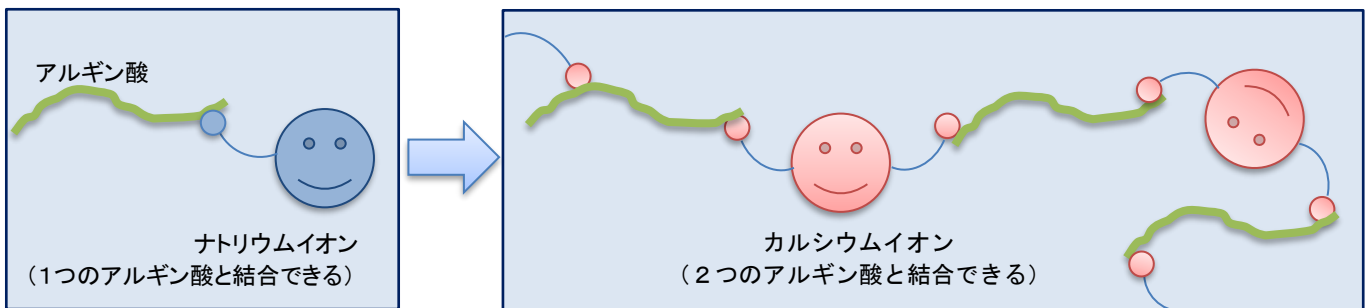 アルギン酸
ナトリウムイオン
（１つのアルギン酸と結合できる）
カルシウムイオン
（２つのアルギン酸と結合できる）